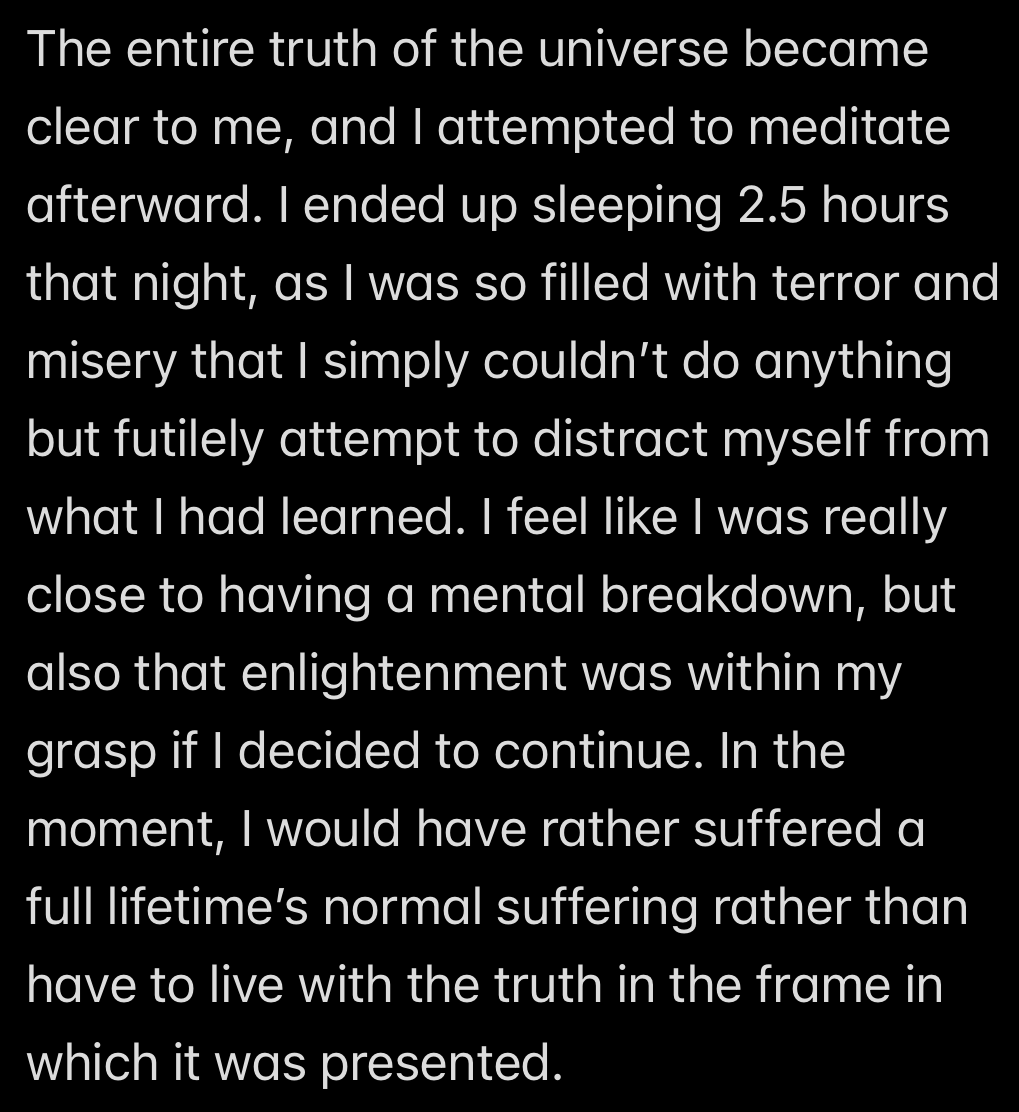 The entire truth of the universe became
clear to me, and I attempted to meditate
afterward. I ended up sleeping 2.5 hours
that night, as I was so filled with terror and
misery that I simply couldn’t do anything
but futilely attempt to distract myself from
what I had learned. I feel like I was really
close to having a mental breakdown, but
also that enlightenment was within my
grasp if I decided to continue. In the
moment, I would have rather suffered a
full lifetime’s normal suffering rather than
have to live with the truth in the frame in
which it was presented.